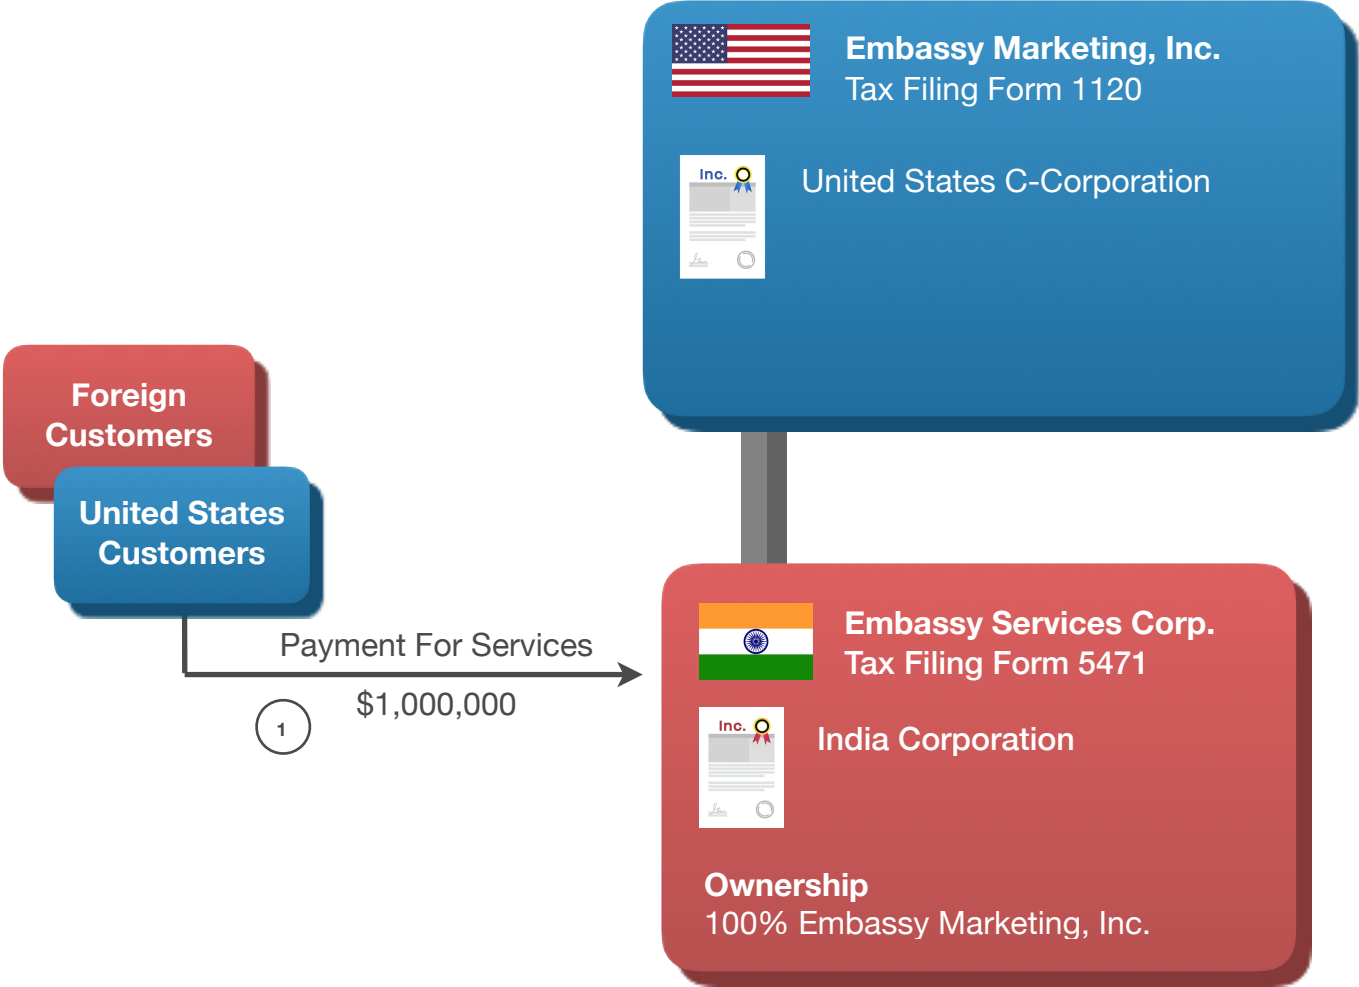 Embassy Marketing, Inc.
Tax Filing Form 1120
Inc.
United States C-Corporation
Foreign
Customers
United States
Customers
Payment For Services
$1,000,000
1
Embassy Services Corp.
Tax Filing Form 5471
Inc.
India Corporation
Ownership
100% Embassy Marketing, Inc.